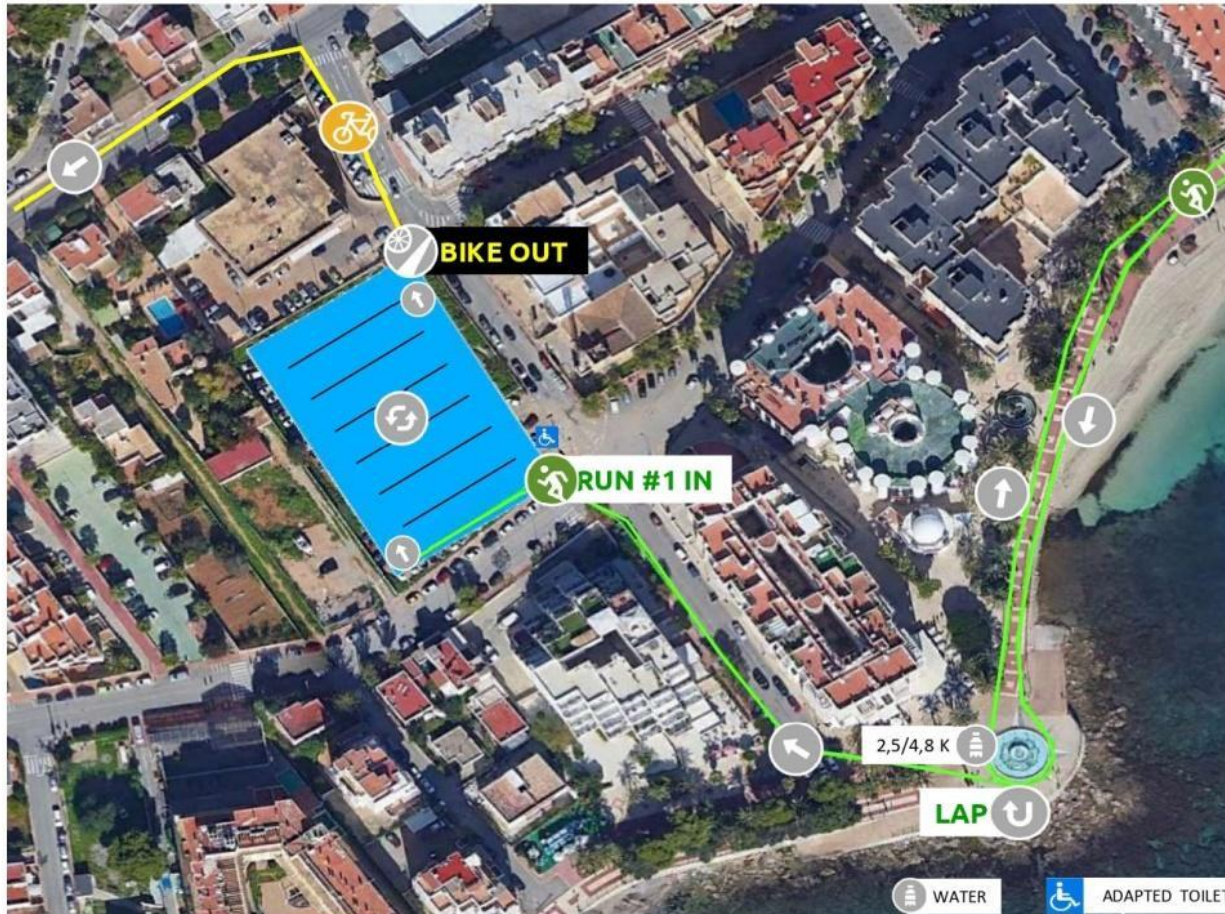 BIKE OUT
RUN #1 IN
2,5/4,8 K
LAP
WATER
ADAPTED TOILET